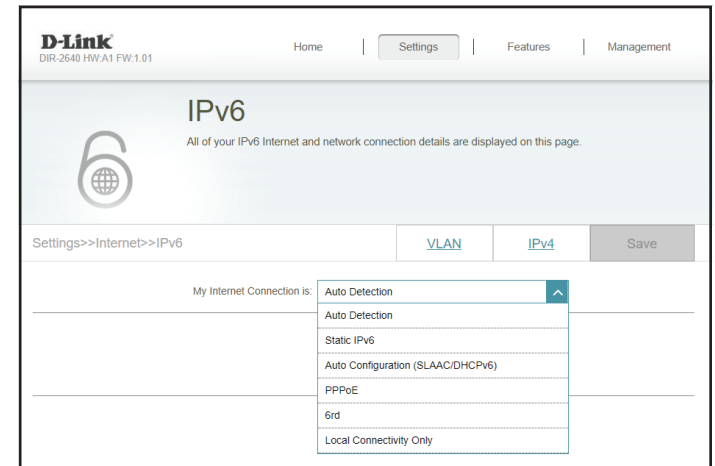 D-Link
DIR-2640 HW:A1 FW:1.01
Home Settings Features Management
IPv6
All of your IPv6 Internet and network connection details are displayed on this page.
Settings>>Internet>>IPv6 VLAN IPv4 Save
My Internet Connection is: Auto Detection
Auto Detection
Static IPv6
Auto Configuration (SLAAC/DHCPv6)
PPPoE
6rd
Local Connectivity Only